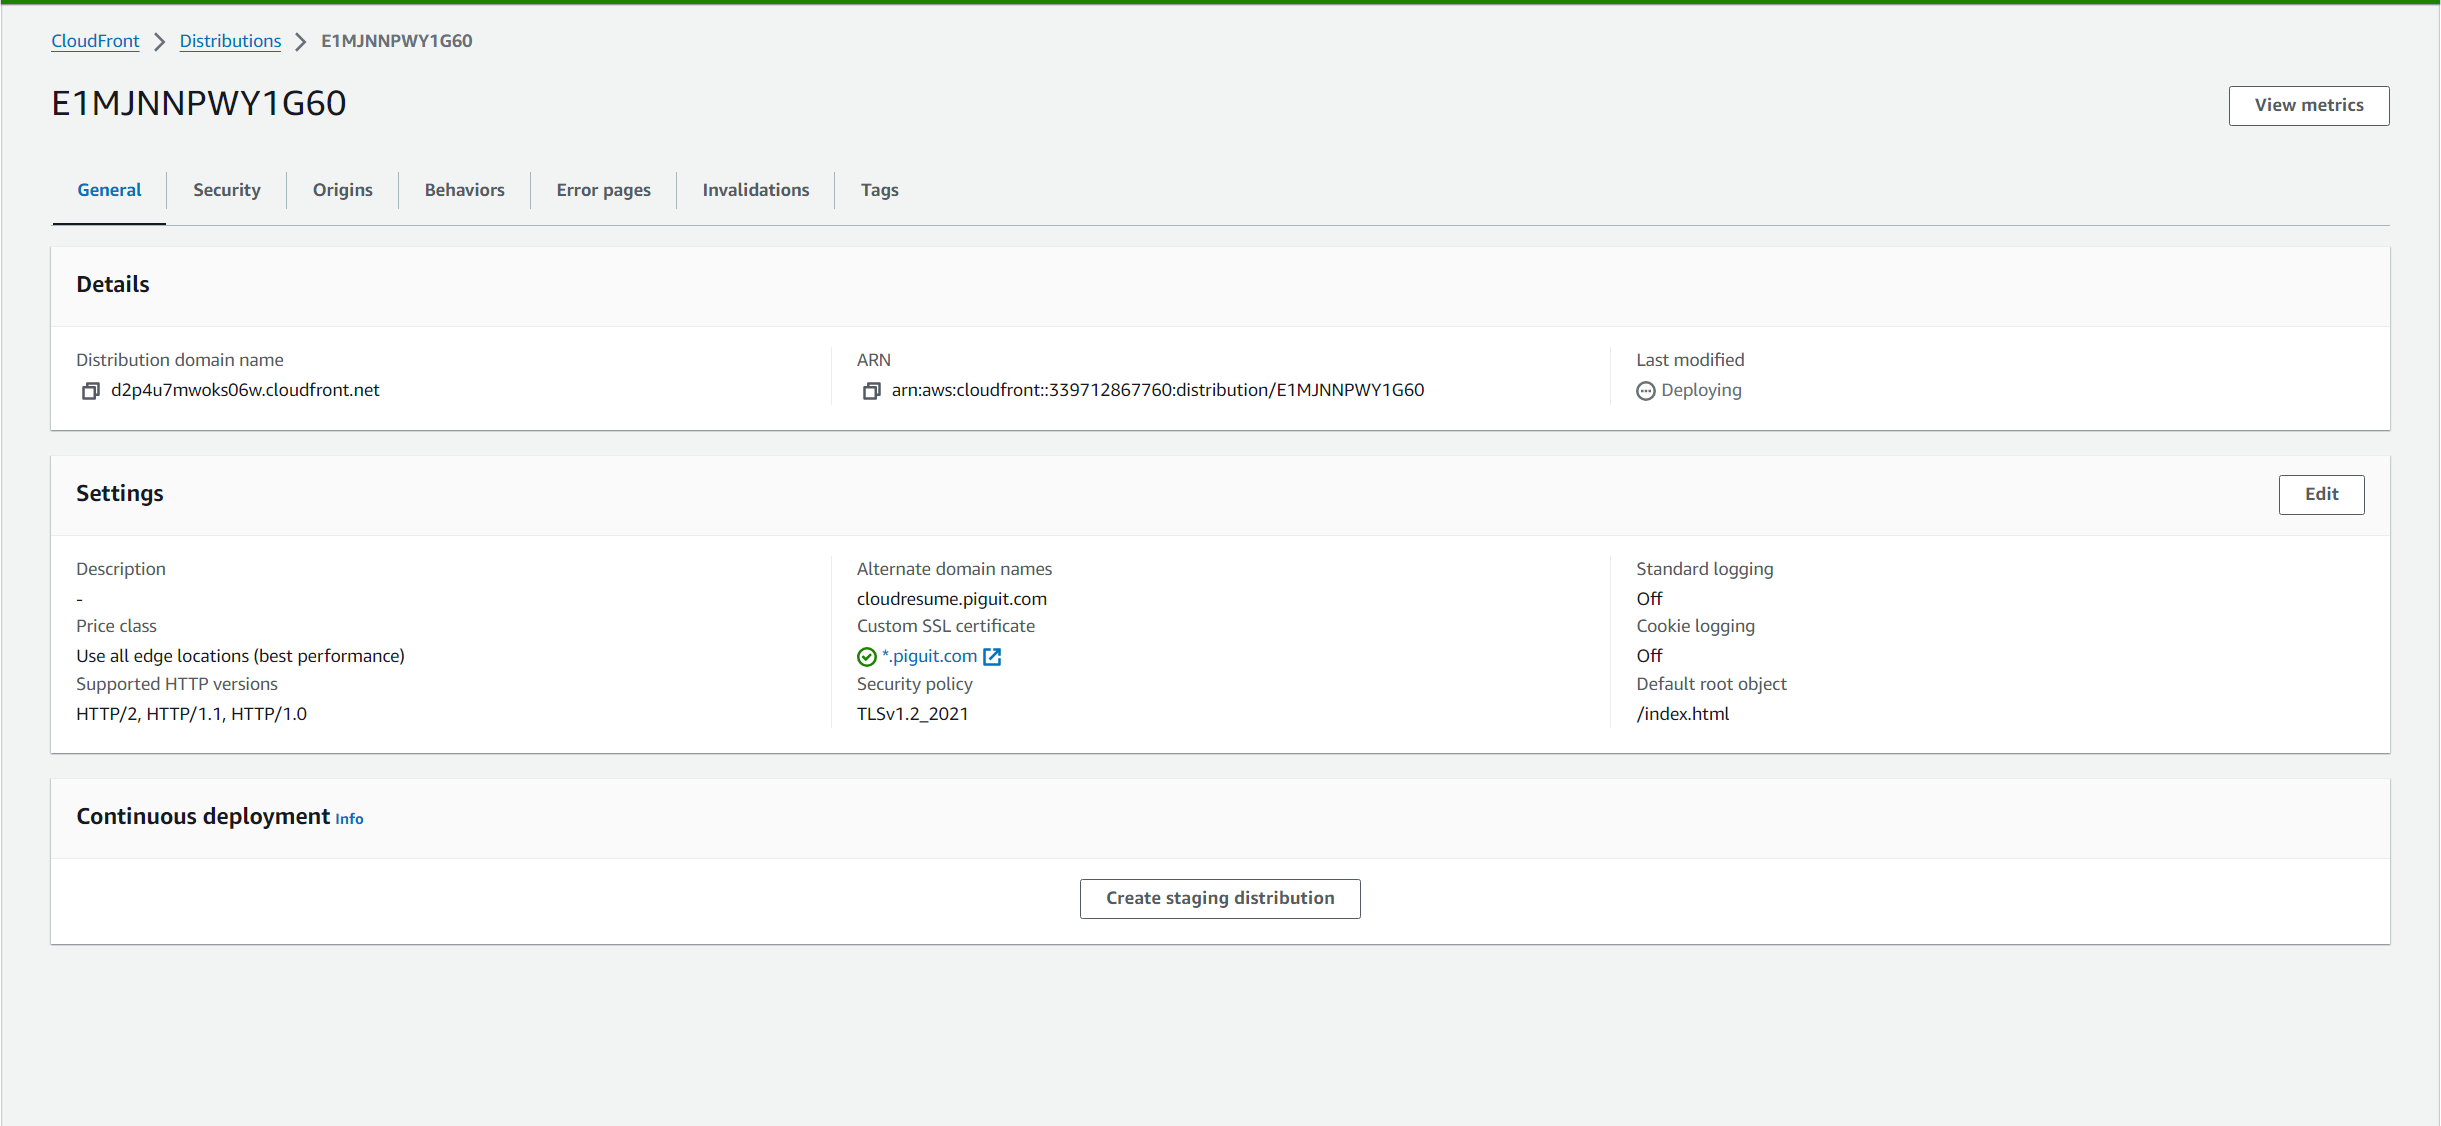 CloudFront > Distributions > E1MJNNPWY1G60
E1MJNNPWY1G60
View metrics
General Security Origins Behaviors Error pages Invalidations Tags
Details
Distribution domain name
d2p4u7mwoks06w.cloudfront.net
ARN
arn:aws:cloudfront::339712867760:distribution/E1MJNNPWY1G60
Last modified
Deploying
Settings
Edit
Description
-
Price class
Use all edge locations (best performance)
Supported HTTP versions
HTTP/2, HTTP/1.1, HTTP/1.0
Alternate domain names
cloudresume.piguit.com
Custom SSL certificate
*.piguit.com
Security policy
TLSv1.2_2021
Standard logging
Off
Cookie logging
Off
Default root object
/index.html
Continuous deployment Info
Create staging distribution